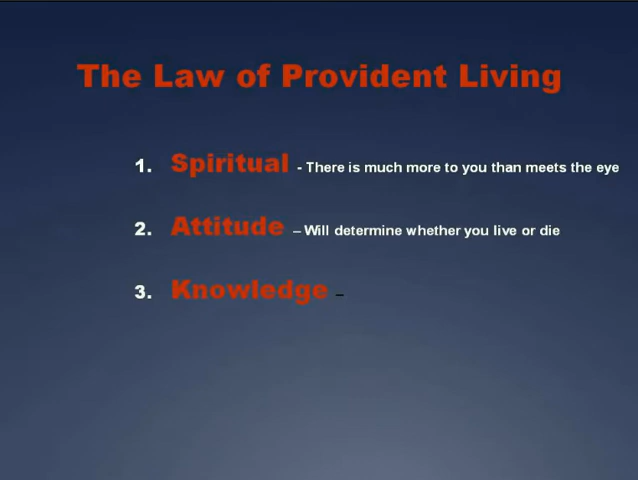 The Law of Provident Living
1. Spiritual - There is much more to you than meets the eye
2. Attitude – Will determine whether you live or die
3. Knowledge –